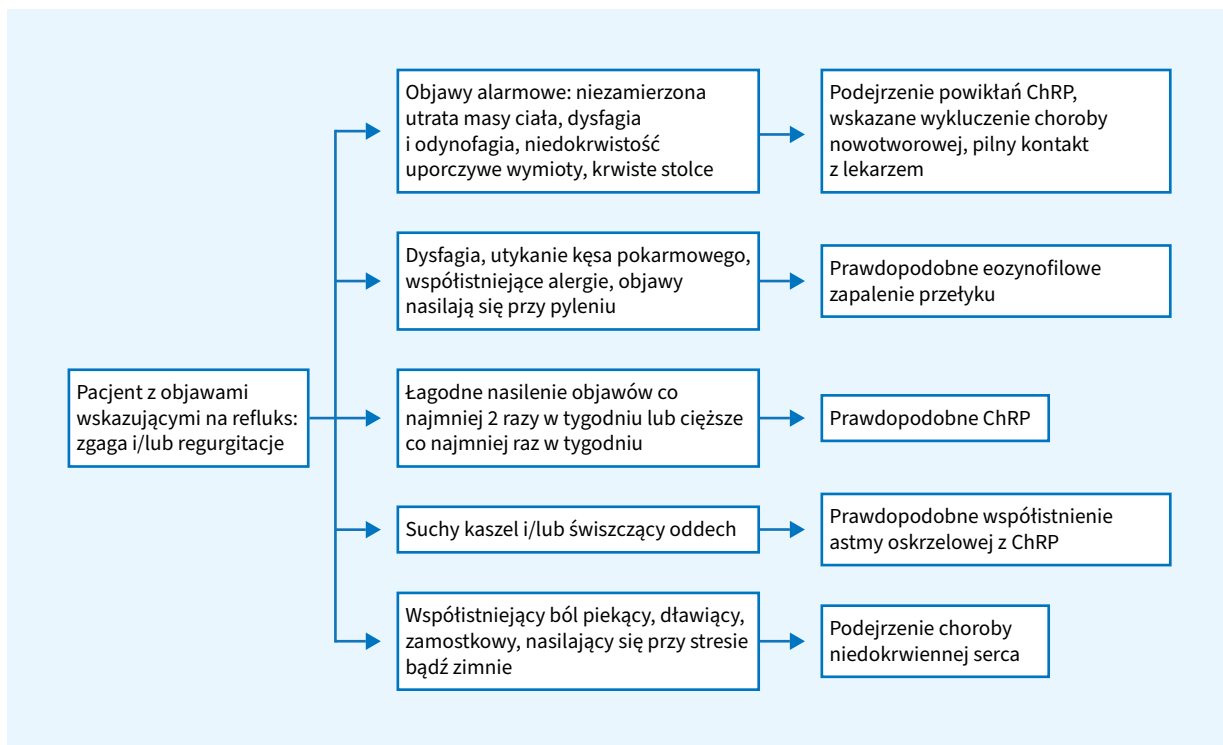 Pacjent z objawami
wskazującymi na refluks:
zgaga i/lub regurgitacje
Objawy alarmowe: niezamierzona
utrata masy ciała, dysfagia
i odynofagia, niedokrwistość
uporczywe wymioty, krwiste stolce
Podejrzenie powikłań ChRP,
wskazane wykluczenie choroby
nowotworowej, pilny kontakt
z lekarzem
Dysfagia, utykanie kęsa pokarmowego,
współistniejące alergie, objawy
nasilają się przy pyleniu
Prawdopodobne eozynofilowe
zapalenie przełyku
Łagodne nasilenie objawów co
najmniej 2 razy w tygodniu lub cięższe
co najmniej raz w tygodniu
Prawdopodobne ChRP
Suchy kaszel i/lub świszczący oddech
Prawdopodobne współistnienie
astmy oskrzelowej z ChRP
Współistniejący ból piekący, dławiący,
zamostkowy, nasilający się przy stresie
bądź zimnie
Podejrzenie choroby
niedokrwiennej serca